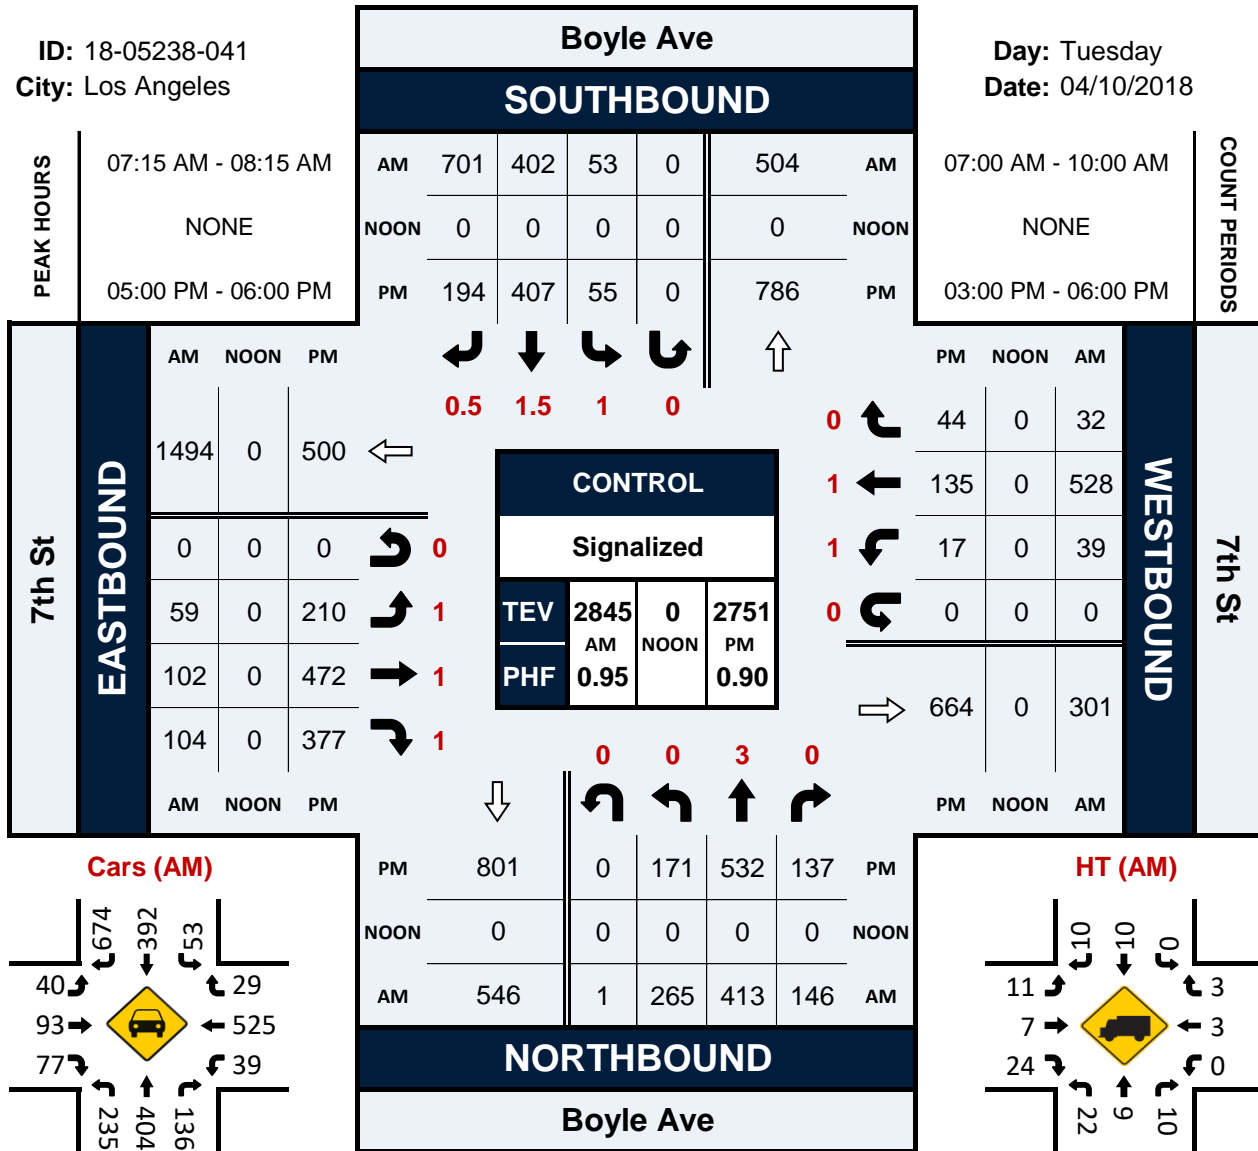 Boyle Ave
ID: 18-05238-041
City: Los Angeles
Day: Tuesday
Date: 04/10/2018
SOUTHBOUND
PEAK HOURS
07:15 AM - 08:15 AM
NONE
05:00 PM - 06:00 PM
AM 701 402 53 0 504 AM
NOON 0 0 0 0 0 NOON
PM 194 407 55 0 786 PM
07:00 AM - 10:00 AM
NONE
03:00 PM - 06:00 PM
COUNT PERIODS
0.5 1.5 1 0
7th St
EASTBOUND
AM NOON PM
1494 0 500
0 0 0 0
59 0 210 1
102 0 472 1
104 0 377 1
AM NOON PM
CONTROL
Signalized
TEV 2845 0 2751
AM NOON PM
PHF 0.95 0.90
PM NOON AM
0 44 0 32
1 135 0 528
1 17 0 39
0 0 0 0
664 0 301
PM NOON AM
WESTBOUND
7th St
0 0 3 0
PM 801 0 171 532 137 PM
NOON 0 0 0 0 0 NOON
AM 546 1 265 413 146 AM
NORTHBOUND
Boyle Ave
Cars (AM)
674 392 53
40 29
93 525
77 39
235 404 136
HT (AM)
10 10 0
11 3
7 3
24 0
22 9 10